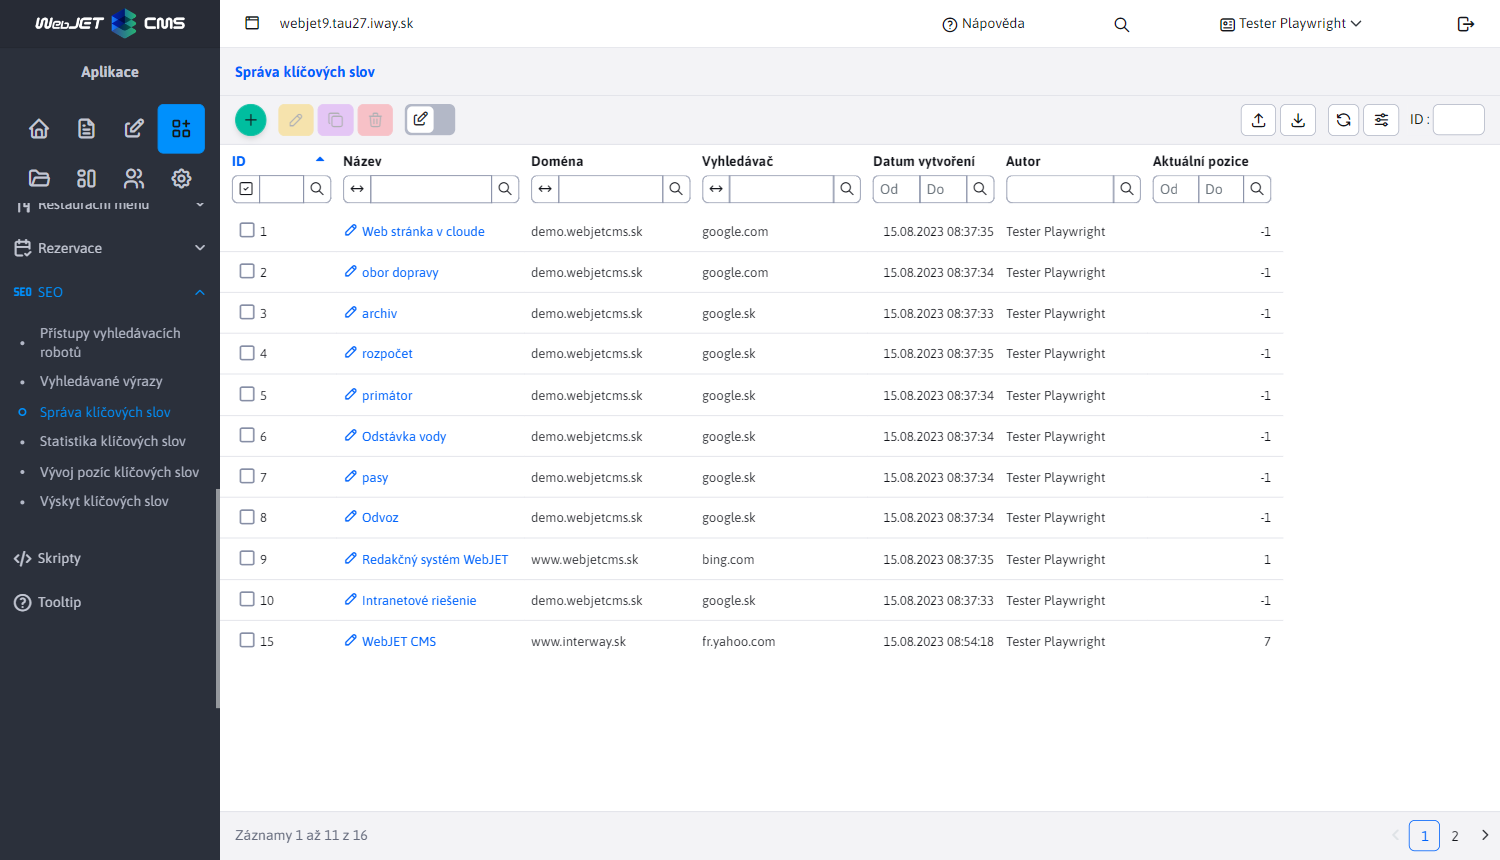 WebJET CMS
webjet9.tau27.iway.sk
Nápověda
Tester Playwright
Aplikace
Restaurační menu
Rezervace
SEO SEO
Přístupy vyhledávacích
robotů
Vyhledávané výrazy
Správa klíčových slov
Statistika klíčových slov
Vývoj pozic klíčových slov
Výskyt klíčových slov
Skripty
Tooltip
Správa klíčových slov
ID :
ID Název Doména Vyhledávač Datum vytvoření Autor Aktuální pozice
Od Do Od Do
1 Web stránka v cloude demo.webjetcms.sk google.com 15.08.2023 08:37:35 Tester Playwright -1
2 obor dopravy demo.webjetcms.sk google.com 15.08.2023 08:37:34 Tester Playwright -1
3 archiv demo.webjetcms.sk google.sk 15.08.2023 08:37:33 Tester Playwright -1
4 rozpočet demo.webjetcms.sk google.sk 15.08.2023 08:37:35 Tester Playwright -1
5 primátor demo.webjetcms.sk google.sk 15.08.2023 08:37:34 Tester Playwright -1
6 Odstávka vody demo.webjetcms.sk google.sk 15.08.2023 08:37:34 Tester Playwright -1
7 pasy demo.webjetcms.sk google.sk 15.08.2023 08:37:34 Tester Playwright -1
8 Odvoz demo.webjetcms.sk google.sk 15.08.2023 08:37:34 Tester Playwright -1
9 Redakčný systém WebJET www.webjetcms.sk bing.com 15.08.2023 08:37:35 Tester Playwright 1
10 Intranetové riešenie demo.webjetcms.sk google.sk 15.08.2023 08:37:33 Tester Playwright -1
15 WebJET CMS www.interway.sk fr.yahoo.com 15.08.2023 08:54:18 Tester Playwright 7
Záznamy 1 až 11 z 16
1 2